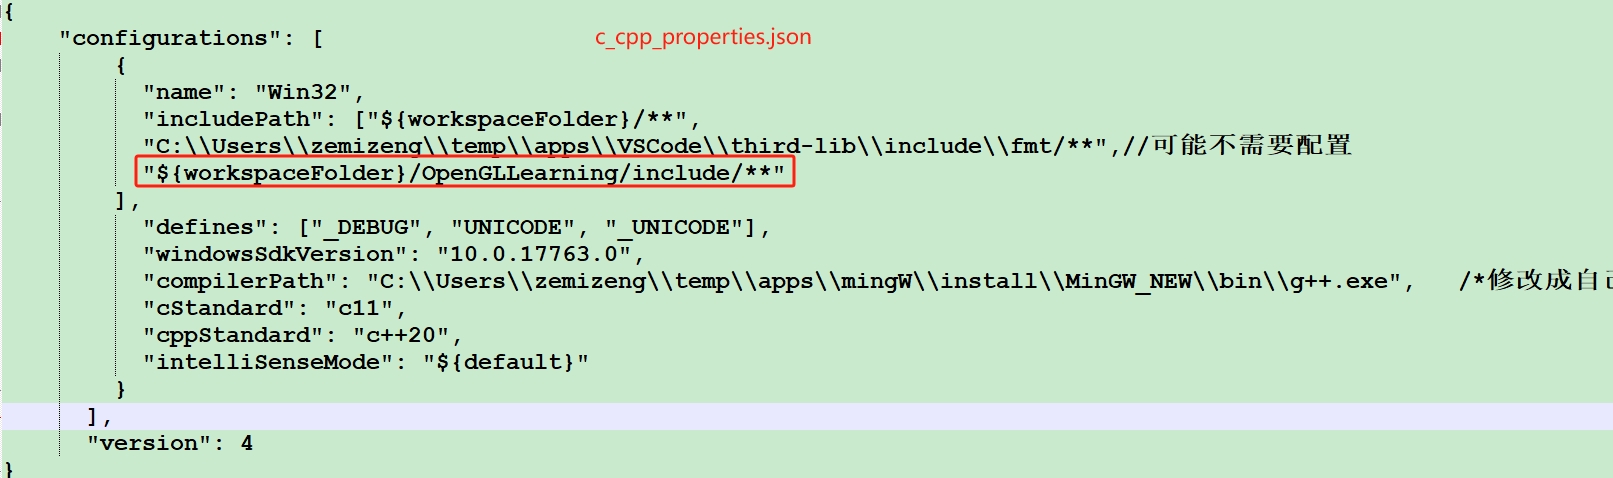 {
"configurations": [ c_cpp_properties.json
{
"name": "Win32",
"includePath": ["${workspaceFolder}/**",
"C:\\Users\\zemizeng\\temp\\apps\\VSCode\\third-lib\\include\\fmt/**",//可能不需要配置
"${workspaceFolder}/OpenGLLearning/include/**"
],
"defines": ["_DEBUG", "UNICODE", "_UNICODE"],
"windowsSdkVersion": "10.0.17763.0",
"compilerPath": "C:\\Users\\zemizeng\\temp\\apps\\mingW\\install\\MinGW_NEW\\bin\\g++.exe", /*修改成自己
"cStandard": "c11",
"cppStandard": "c++20",
"intelliSenseMode": "${default}"
}
],
"version": 4
}